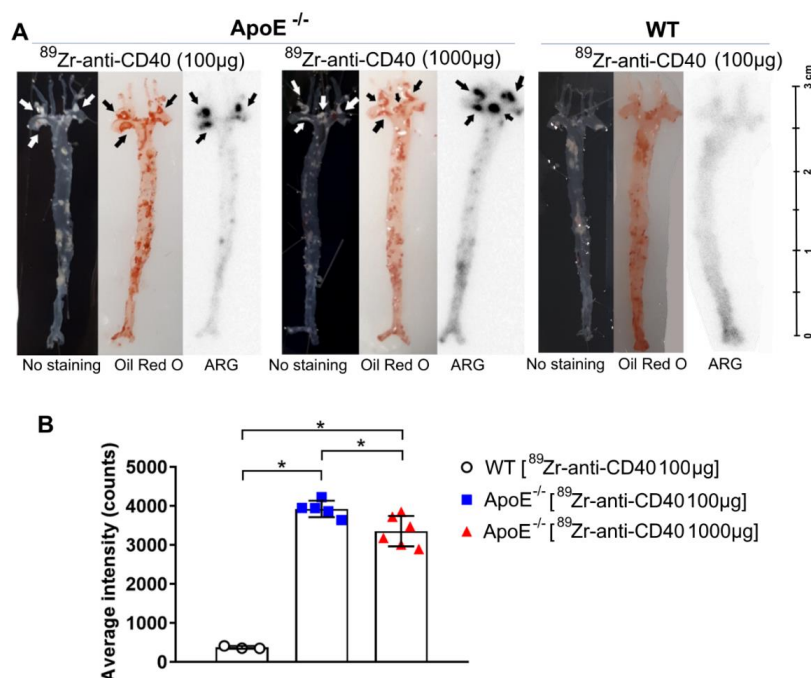 A
ApoE -/-
WT
89Zr-anti-CD40 (100µg)
89Zr-anti-CD40 (1000µg)
89Zr-anti-CD40 (100µg)
3 cm
2
1
0
No staining Oil Red O ARG
No staining Oil Red O ARG
No staining Oil Red O ARG
B
Average intensity (counts)
5000
4000
3000
2000
1000
0
*
*
*
WT [89Zr-anti-CD40 100µg]
ApoE-/- [89Zr-anti-CD40 100µg]
ApoE-/- [89Zr-anti-CD40 1000µg]